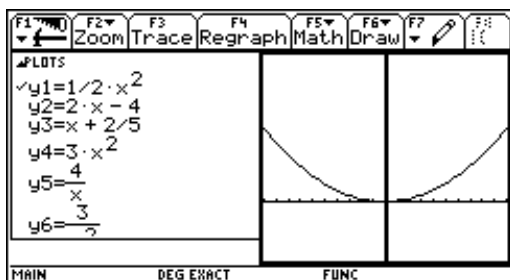 F1 F2 Zoom F3 Trace F4 Regraph F5 Math F6 Draw F7
PLOTS
✓y1=1/2·x²
y2=2·x − 4
y3=x + 2/5
y4=3·x²
y5=4/x
y6=3
MAIN DEG EXACT FUNC